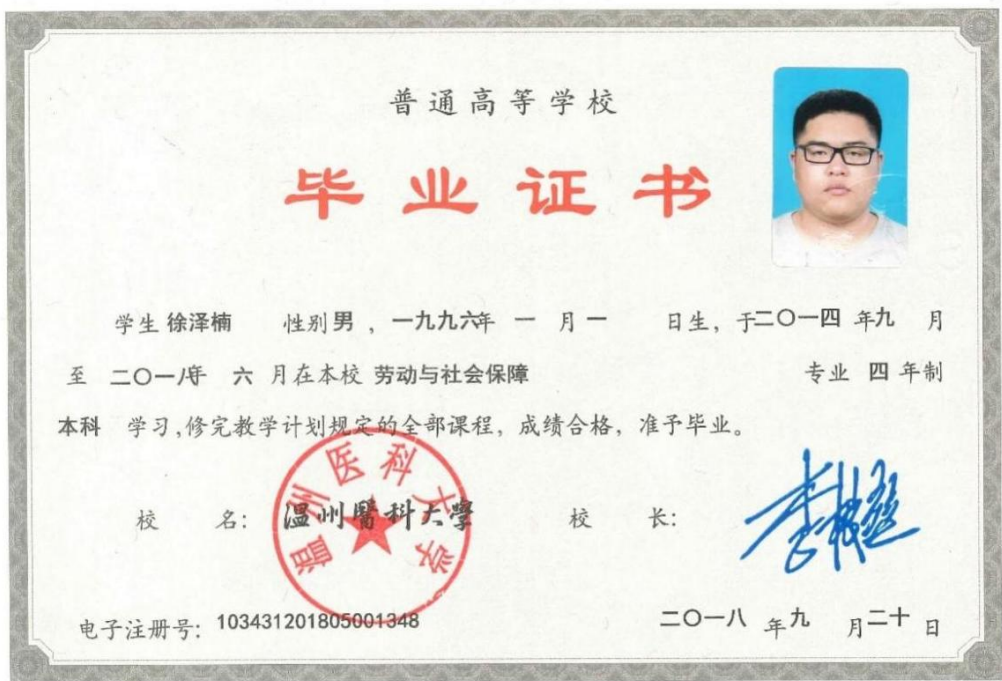 普通高等学校
毕业证书
学生 徐泽楠 性别 男 ，一九九六年 一 月 一 日生，于二〇一四 年九 月
至 二〇一八年 六 月在本校 劳动与社会保障 专业 四 年制
本科 学习,修完教学计划规定的全部课程，成绩合格，准予毕业。
温州医科大学
校 名： 温州醫科大學 校 长：
电子注册号：103431201805001348 二〇一八 年九 月二十 日